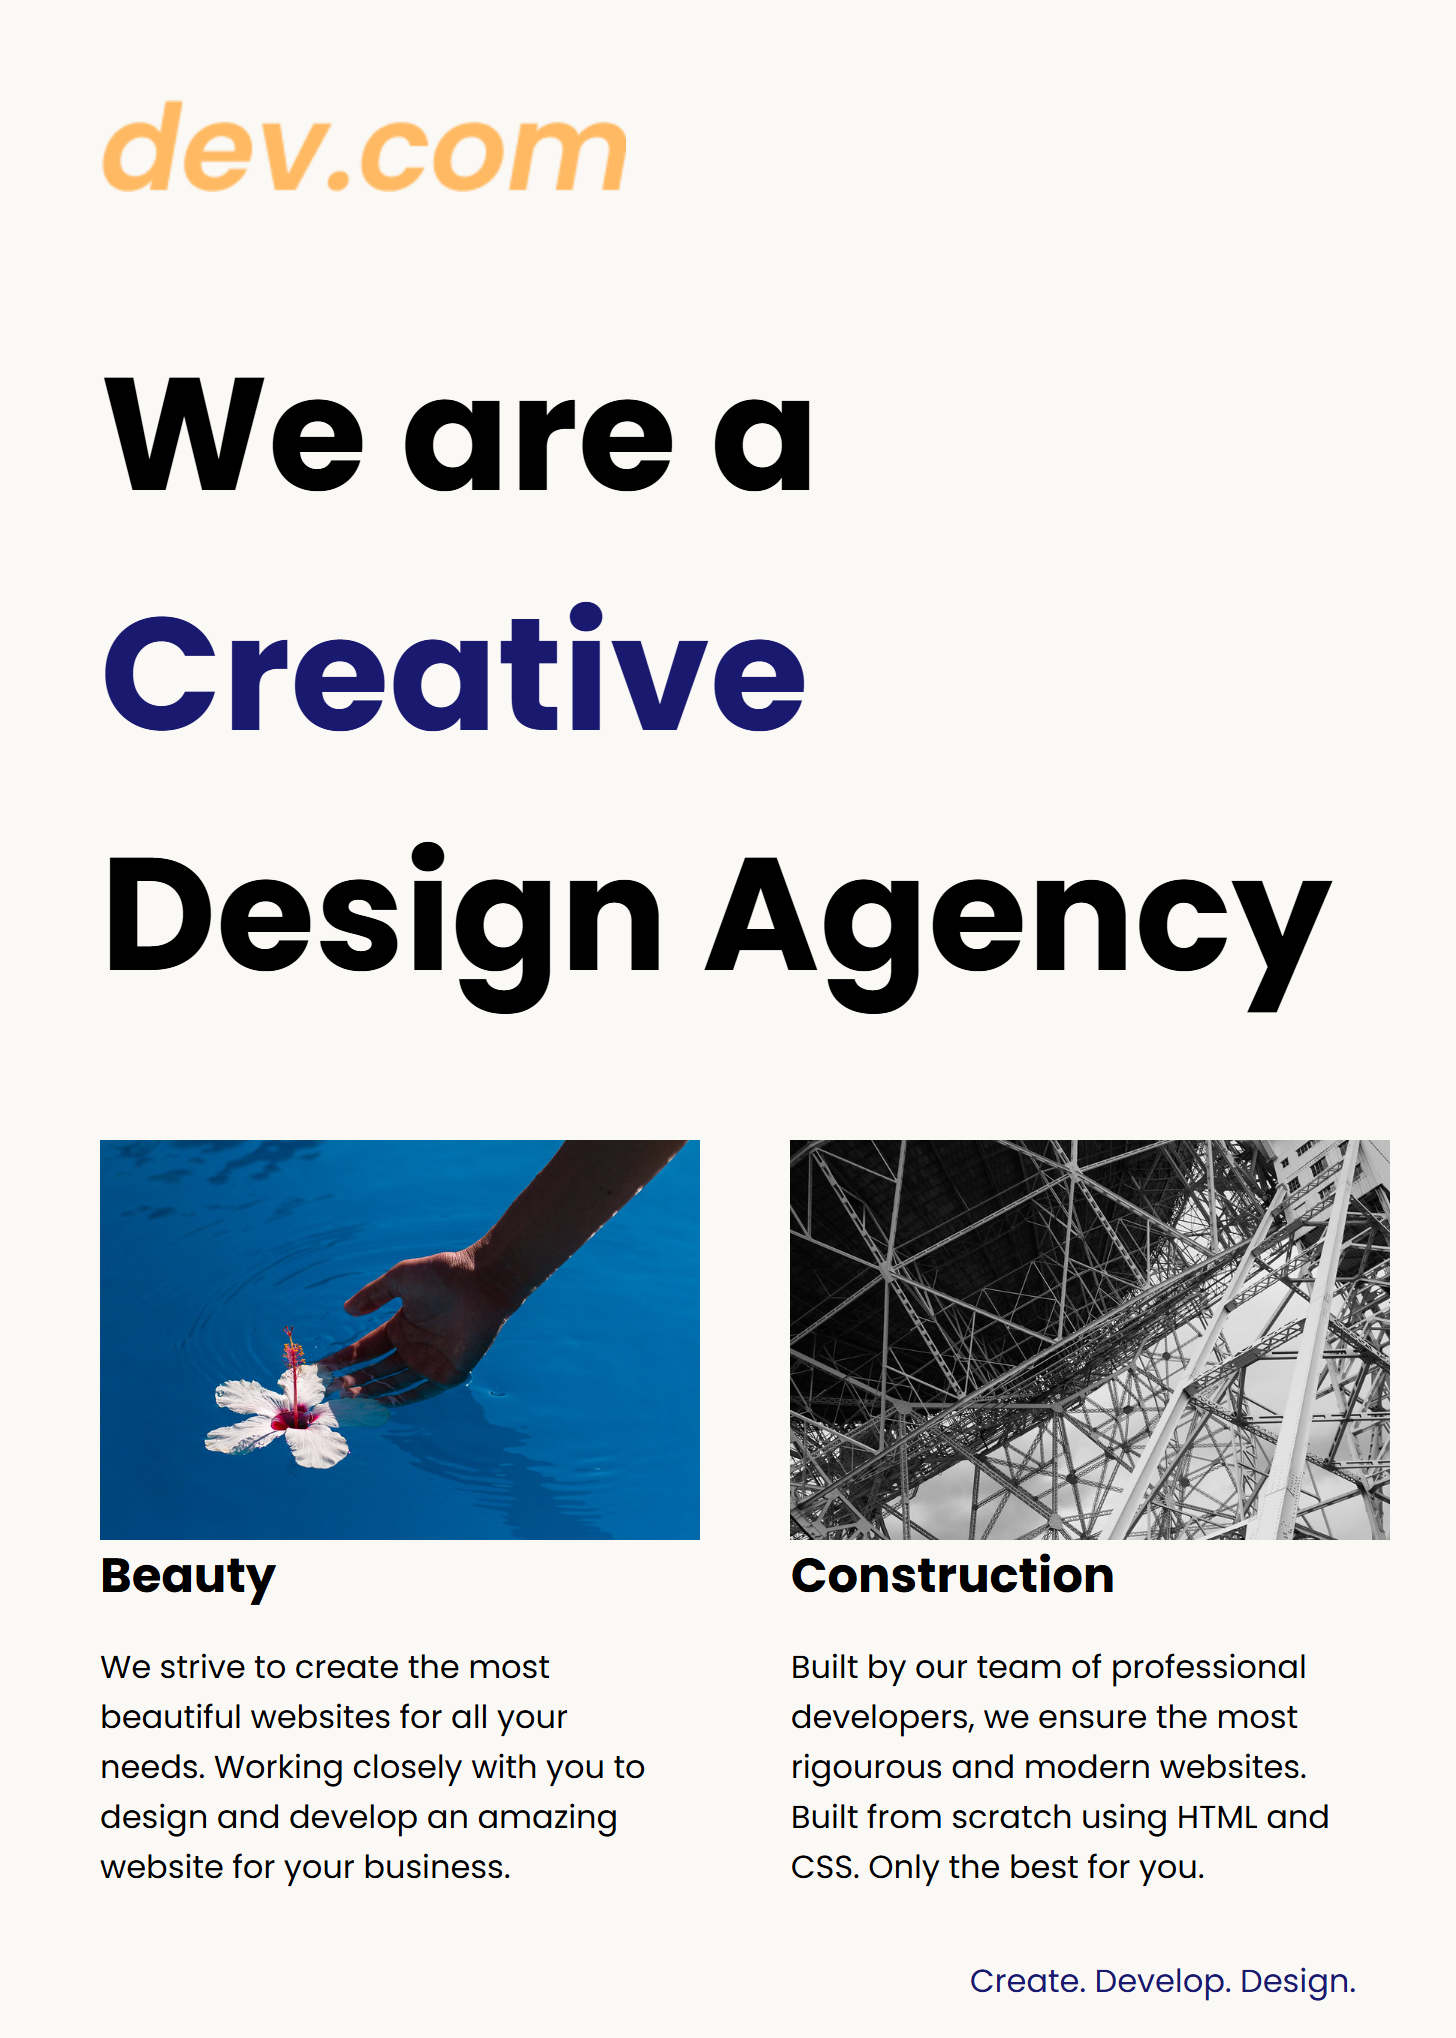 dev.com
We are a
Creative
Design Agency
Beauty
We strive to create the most
beautiful websites for all your
needs. Working closely with you to
design and develop an amazing
website for your business.
Construction
Built by our team of professional
developers, we ensure the most
rigourous and modern websites.
Built from scratch using HTML and
CSS. Only the best for you.
Create. Develop. Design.